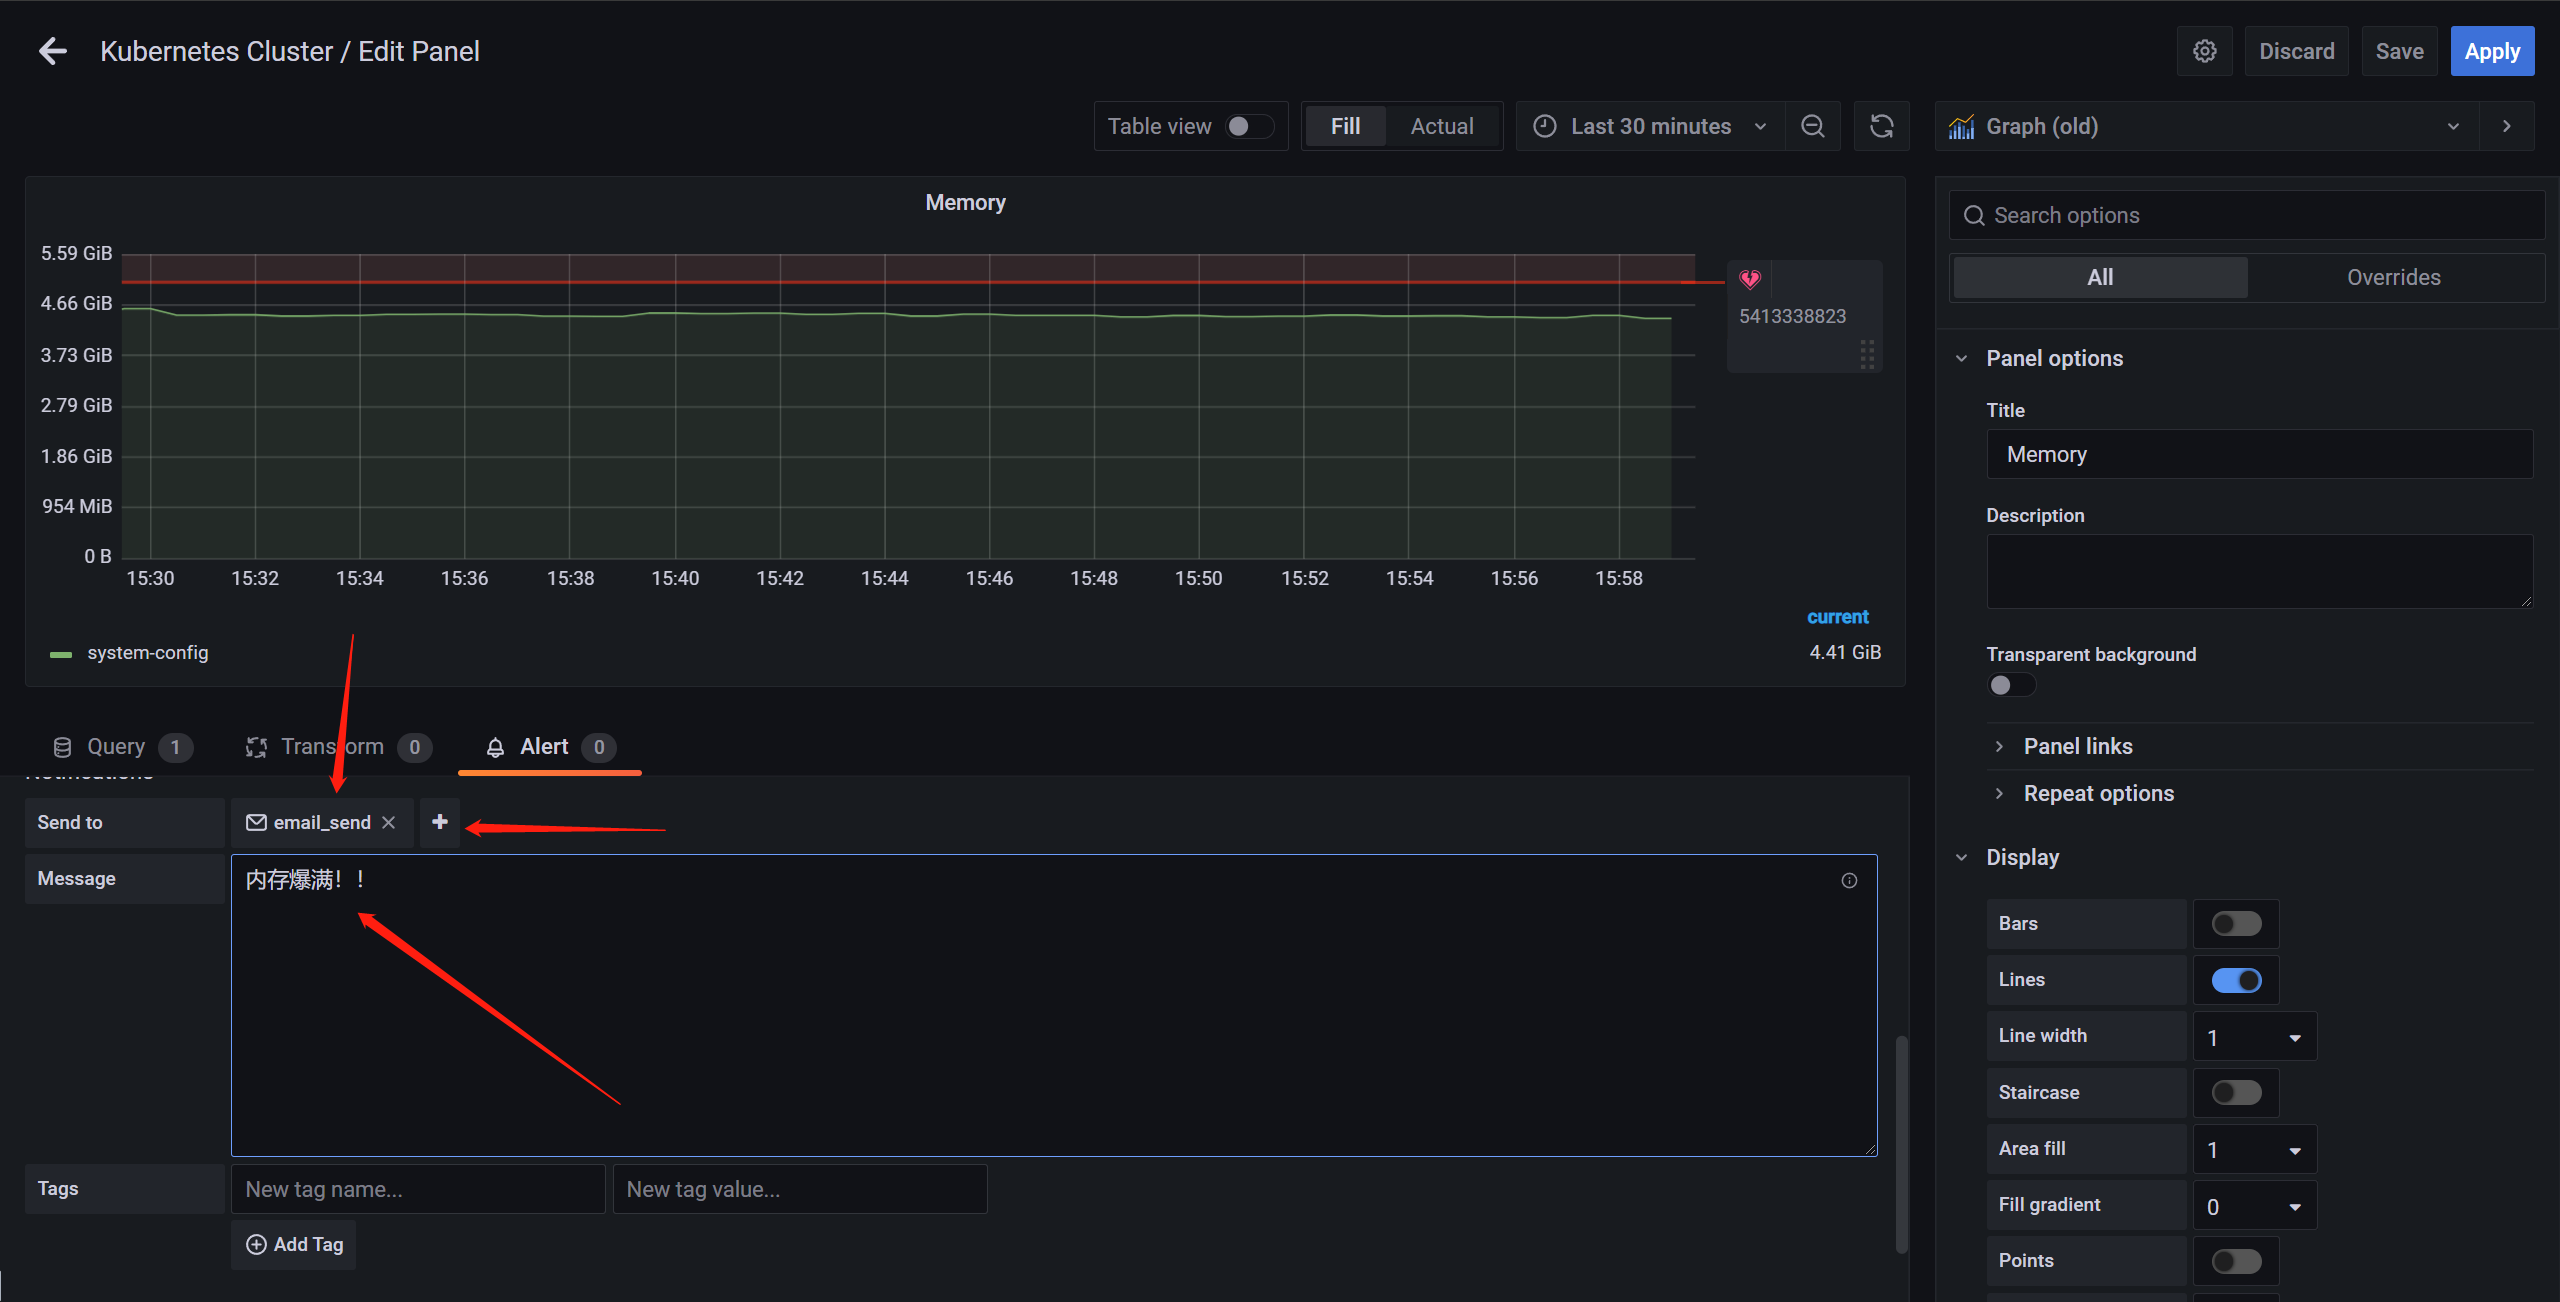 Kubernetes Cluster / Edit Panel
Discard
Save
Apply
Table view
Fill
Actual
Last 30 minutes
Graph (old)
Memory
5.59 GiB
4.66 GiB
3.73 GiB
2.79 GiB
1.86 GiB
954 MiB
0 B
15:30 15:32 15:34 15:36 15:38 15:40 15:42 15:44 15:46 15:48 15:50 15:52 15:54 15:56 15:58
5413338823
current
system-config
4.41 GiB
Query 1
Transform 0
Alert 0
Notifications
Send to
email_send
Message
内存爆满！！
Tags
New tag name...
New tag value...
Add Tag
Search options
All
Overrides
Panel options
Title
Memory
Description
Transparent background
Panel links
Repeat options
Display
Bars
Lines
Line width
1
Staircase
Area fill
1
Fill gradient
0
Points